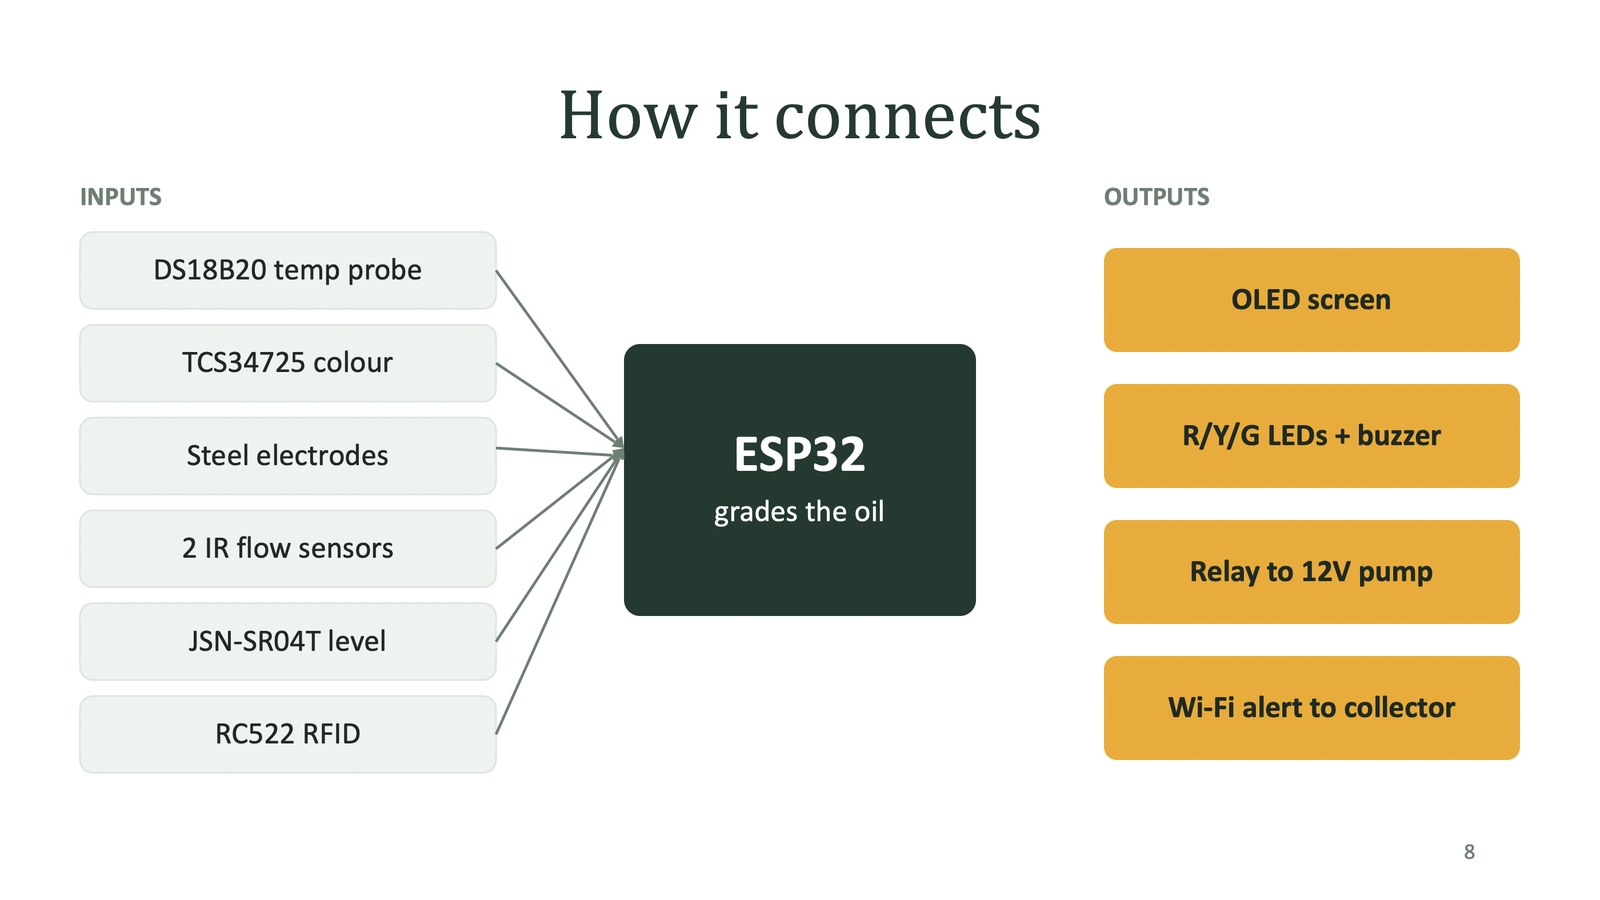 How it connects
INPUTS
DS18B20 temp probe
TCS34725 colour
Steel electrodes
2 IR flow sensors
JSN-SR04T level
RC522 RFID
ESP32
grades the oil
OUTPUTS
OLED screen
R/Y/G LEDs + buzzer
Relay to 12V pump
Wi-Fi alert to collector
8